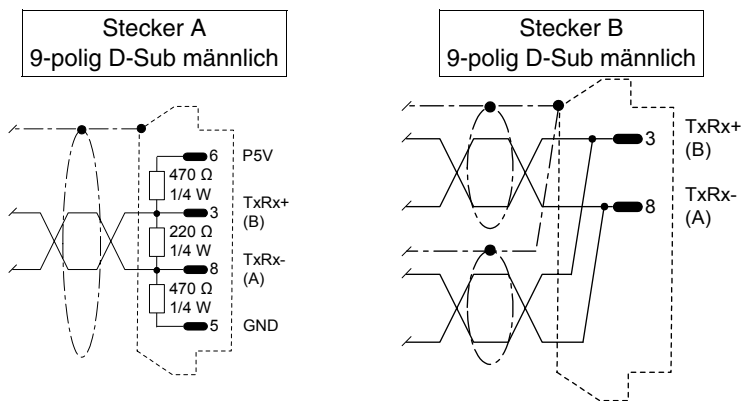 Stecker A
9-polig D-Sub männlich
6 P5V
470 Ω
1/4 W
3 TxRx+
(B)
220 Ω
1/4 W
8 TxRx-
(A)
470 Ω
1/4 W
5 GND
Stecker B
9-polig D-Sub männlich
3 TxRx+
(B)
8 TxRx-
(A)